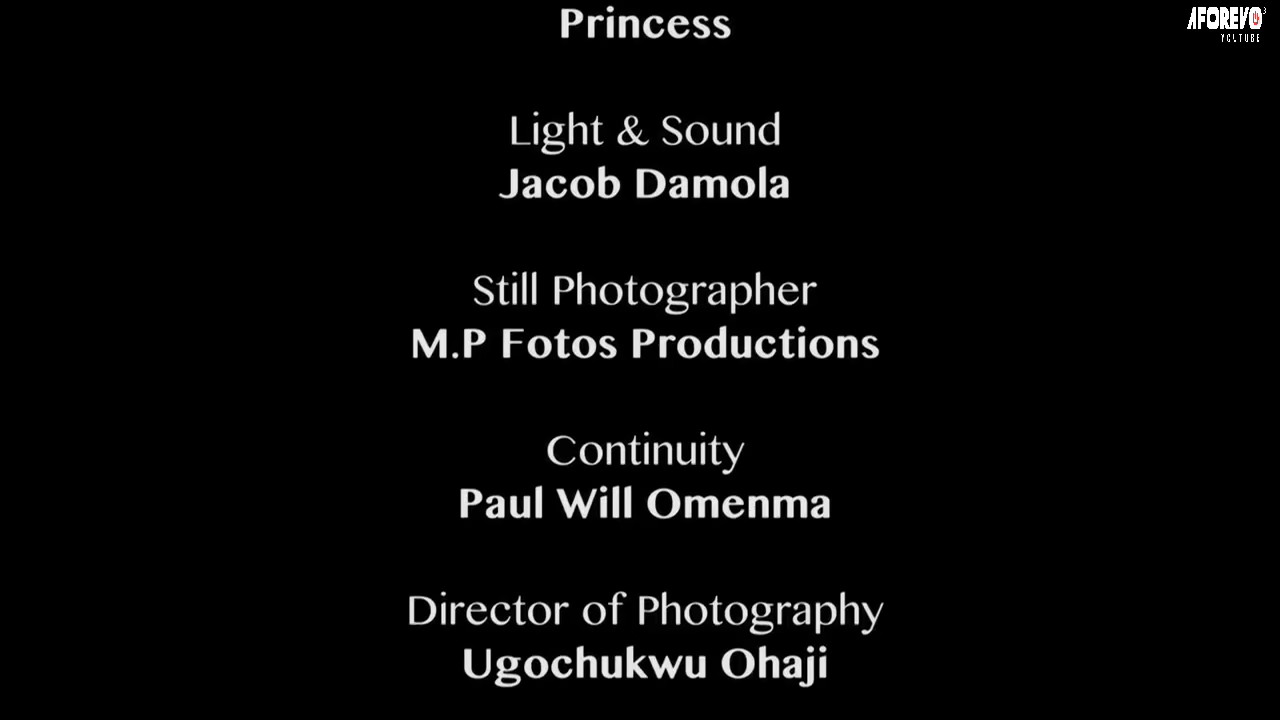 Princess
AFOREVO
YOUTUBE
Light & Sound
Jacob Damola
Still Photographer
M.P Fotos Productions
Continuity
Paul Will Omenma
Director of Photography
Ugochukwu Ohaji